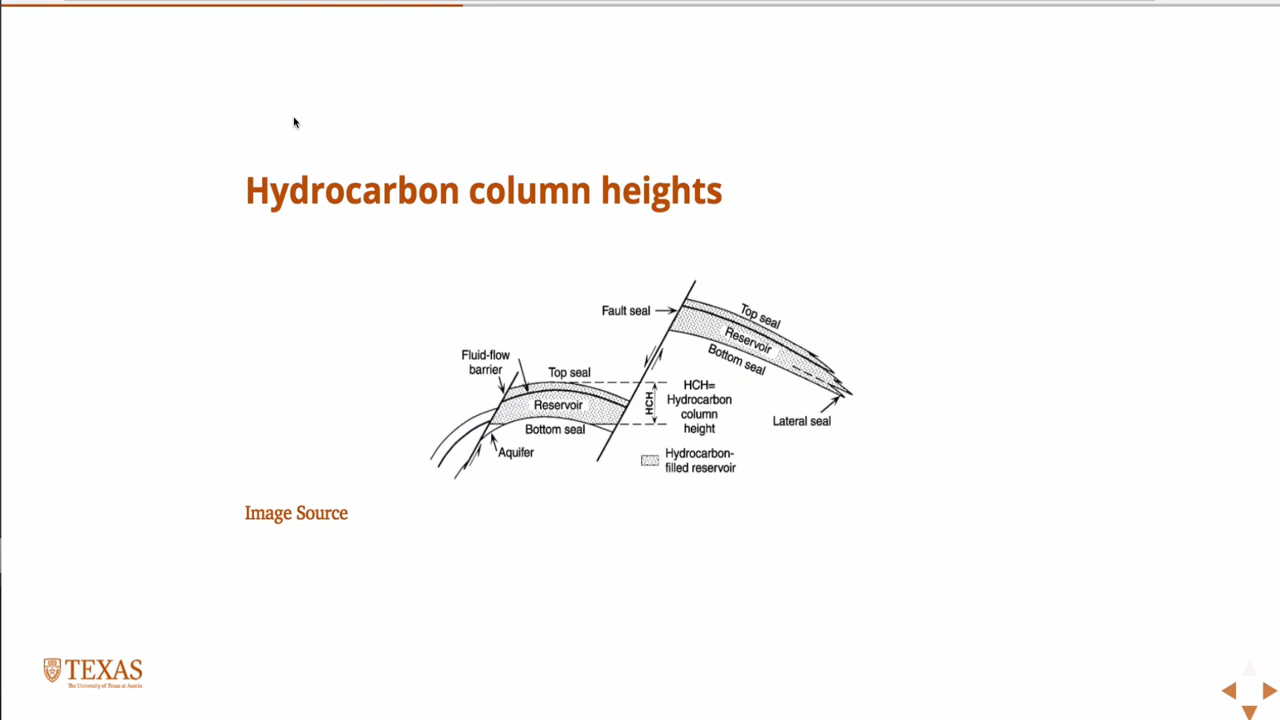 Hydrocarbon column heights
Fault seal
Top seal
Reservoir
Bottom seal
Lateral seal
Fluid-flow
barrier
Top seal
Reservoir
Bottom seal
Aquifer
HCH
HCH=
Hydrocarbon
column
height
Hydrocarbon-
filled reservoir
Image Source
TEXAS
The University of Texas at Austin